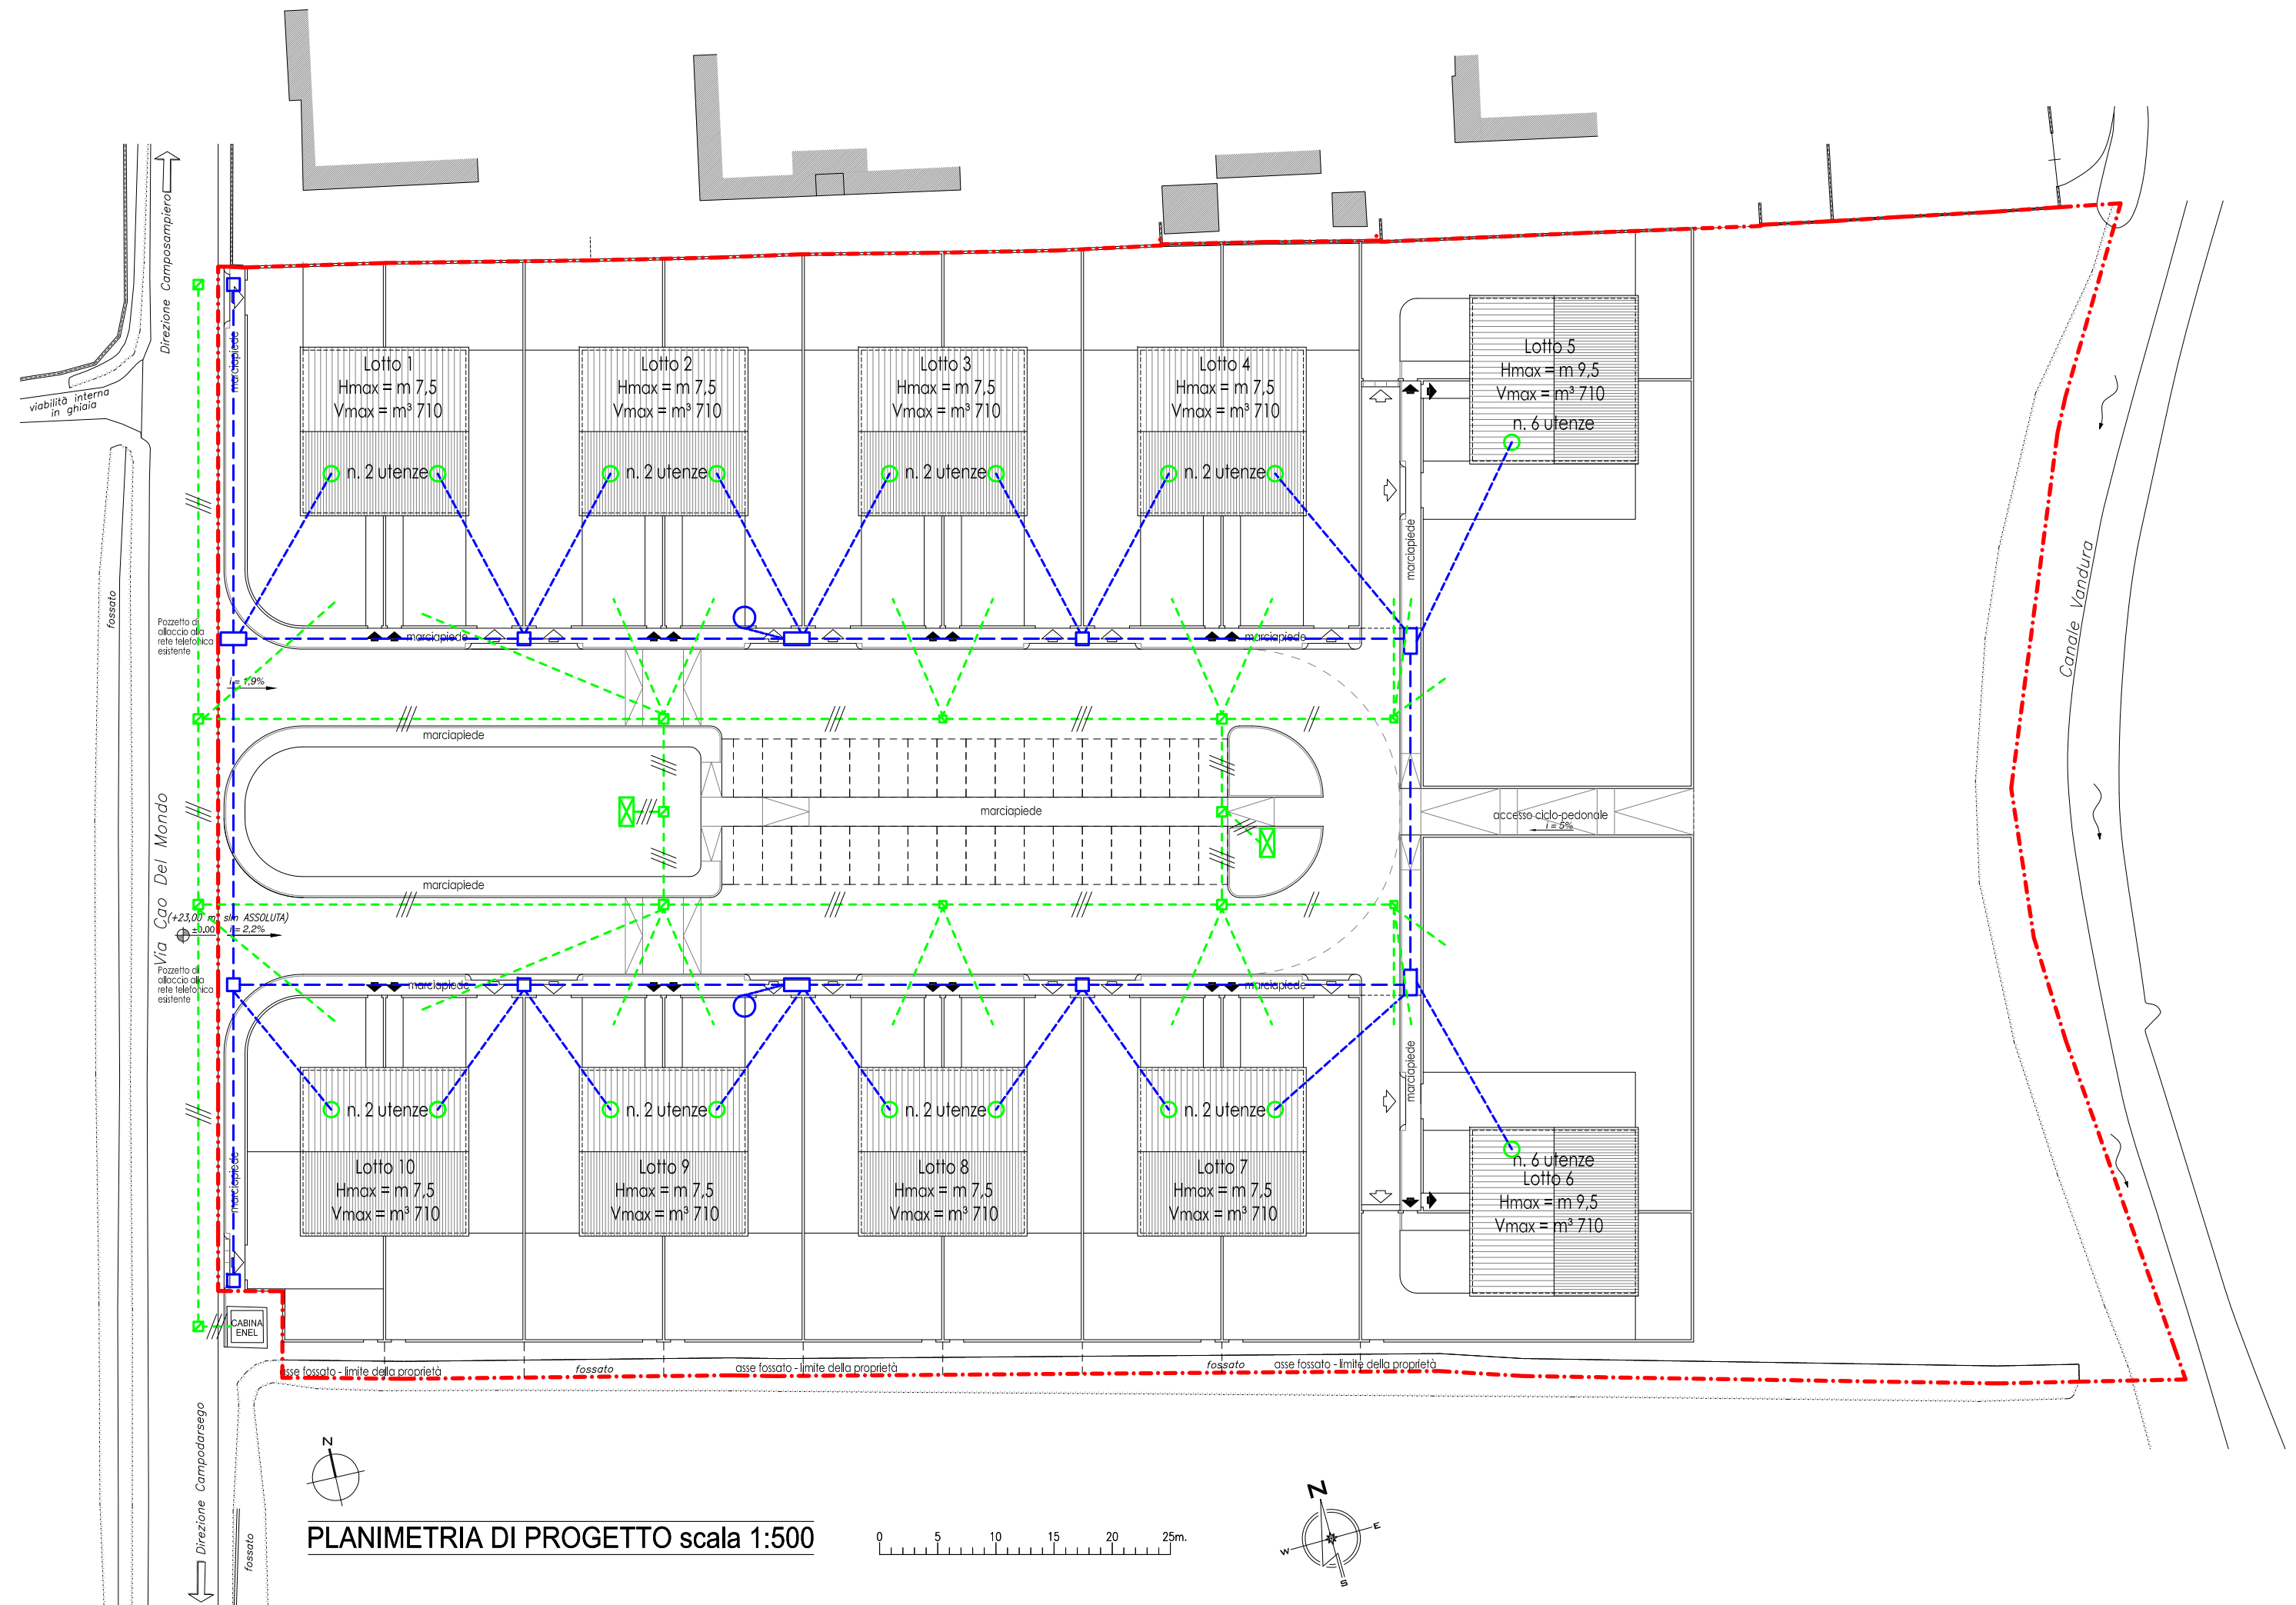 Direzione Camposampiero
viabilità interna
in ghiaia
fossato
marciapiede
Lotto 1
Hmax = m 7,5
Vmax = m³ 710
n. 2 utenze
Lotto 2
Hmax = m 7,5
Vmax = m³ 710
n. 2 utenze
Lotto 3
Hmax = m 7,5
Vmax = m³ 710
n. 2 utenze
Lotto 4
Hmax = m 7,5
Vmax = m³ 710
n. 2 utenze
Lotto 5
Hmax = m 9,5
Vmax = m³ 710
n. 6 utenze
marciapiede
Canale Vandura
Pozzetto di
allaccio alla
rete telefonica
esistente
marciapiede
marciapiede
i = 1,9%
marciapiede
marciapiede
accesso ciclo-pedonale
i = 5%
marciapiede
Via Cao Del Mondo
(+23,00 m. slm ASSOLUTA)
±0.00
i = 2,2%
Pozzetto di
allaccio alla
rete telefonica
esistente
marciapiede
marciapiede
marciapiede
marciapiede
n. 2 utenze
Lotto 10
Hmax = m 7,5
Vmax = m³ 710
n. 2 utenze
Lotto 9
Hmax = m 7,5
Vmax = m³ 710
n. 2 utenze
Lotto 8
Hmax = m 7,5
Vmax = m³ 710
n. 2 utenze
Lotto 7
Hmax = m 7,5
Vmax = m³ 710
n. 6 utenze
Lotto 6
Hmax = m 9,5
Vmax = m³ 710
CABINA
ENEL
asse fossato - limite della proprietà
fossato
asse fossato - limite della proprietà
fossato
asse fossato - limite della proprietà
Direzione Campodarsego
fossato
N
PLANIMETRIA DI PROGETTO scala 1:500
0 5 10 15 20 25m.
N
E
W
S